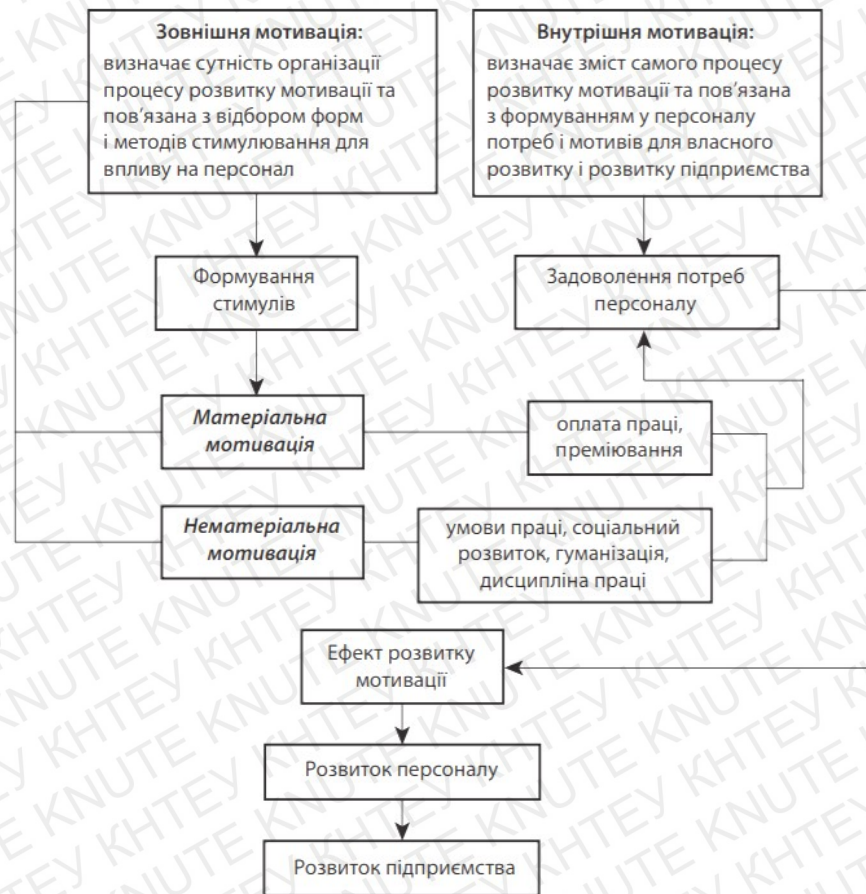 Зовнішня мотивація:
визначає сутність організації
процесу розвитку мотивації та
пов’язана з відбором форм
і методів стимулювання для
впливу на персонал
Внутрішня мотивація:
визначає зміст самого процесу
розвитку мотивації та пов’язана
з формуванням у персоналу
потреб і мотивів для власного
розвитку і розвитку підприємства
Формування
стимулів
Задоволення потреб
персоналу
Матеріальна
мотивація
оплата праці,
преміювання
Нематеріальна
мотивація
умови праці, соціальний
розвиток, гуманізація,
дисципліна праці
Ефект розвитку
мотивації
Розвиток персоналу
Розвиток підприємства